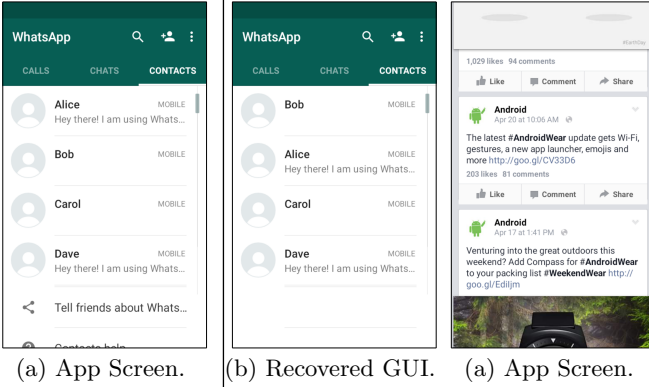 WhatsApp
CALLS CHATS CONTACTS
Alice MOBILE
Hey there! I am using Whats...
Bob MOBILE
Carol MOBILE
Dave MOBILE
Hey there! I am using Whats...
Tell friends about Whats...
Contacts help
(a) App Screen.
WhatsApp
CALLS CHATS CONTACTS
Bob MOBILE
Alice MOBILE
Hey there! I am using Whats...
Carol MOBILE
Dave MOBILE
Hey there! I am using Whats...
(b) Recovered GUI.
#EarthDay
1,029 likes 94 comments
Like Comment Share
Android
Apr 20 at 10:06 AM
The latest #AndroidWear update gets Wi-Fi,
gestures, a new app launcher, emojis and
more http://goo.gl/CV33D6
203 likes 81 comments
Like Comment Share
Android
Apr 17 at 1:41 PM
Venturing into the great outdoors this
weekend? Add Compass for #AndroidWear
to your packing list #WeekendWear http://
goo.gl/EdiIjm
(a) App Screen.